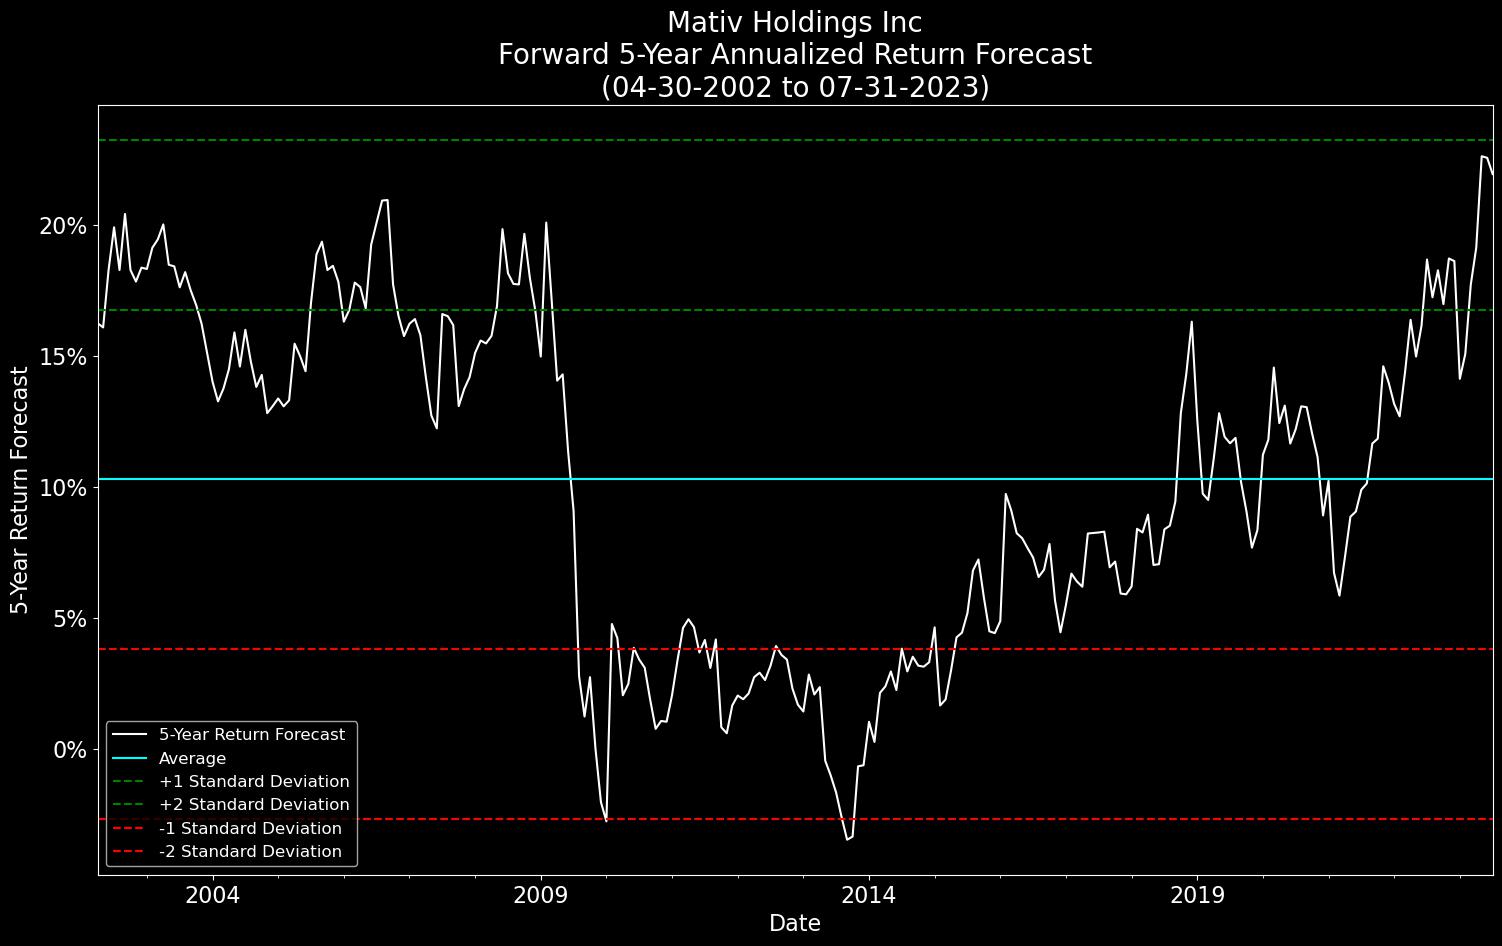 Mativ Holdings Inc
Forward 5-Year Annualized Return Forecast
(04-30-2002 to 07-31-2023)
5-Year Return Forecast
20%
15%
10%
5%
0%
5-Year Return Forecast
Average
+1 Standard Deviation
+2 Standard Deviation
-1 Standard Deviation
-2 Standard Deviation
2004
2009
2014
2019
Date